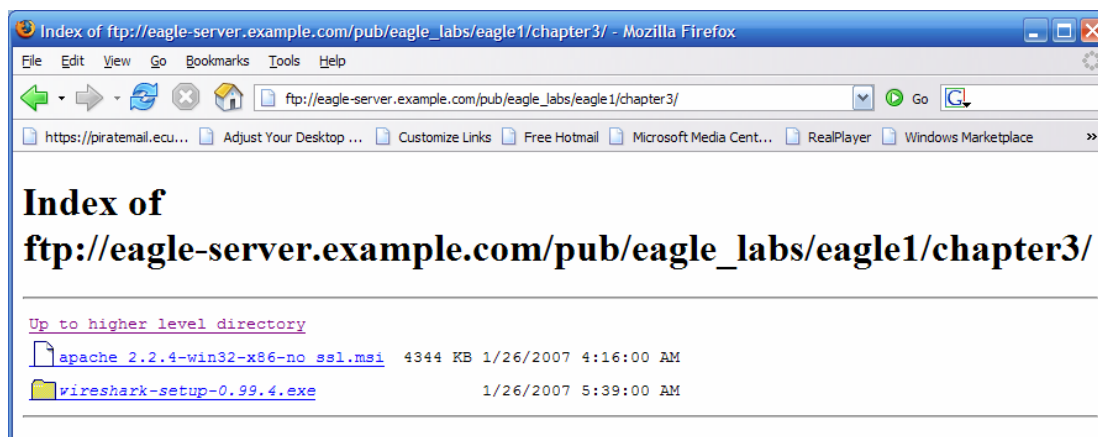 Index of ftp://eagle-server.example.com/pub/eagle_labs/eagle1/chapter3/ - Mozilla Firefox
File Edit View Go Bookmarks Tools Help
ftp://eagle-server.example.com/pub/eagle_labs/eagle1/chapter3/ Go G
https://piratemail.ecu... Adjust Your Desktop ... Customize Links Free Hotmail Microsoft Media Cent... RealPlayer Windows Marketplace »
Index of
ftp://eagle-server.example.com/pub/eagle_labs/eagle1/chapter3/
Up to higher level directory
apache 2.2.4-win32-x86-no ssl.msi 4344 KB 1/26/2007 4:16:00 AM
wireshark-setup-0.99.4.exe 1/26/2007 5:39:00 AM